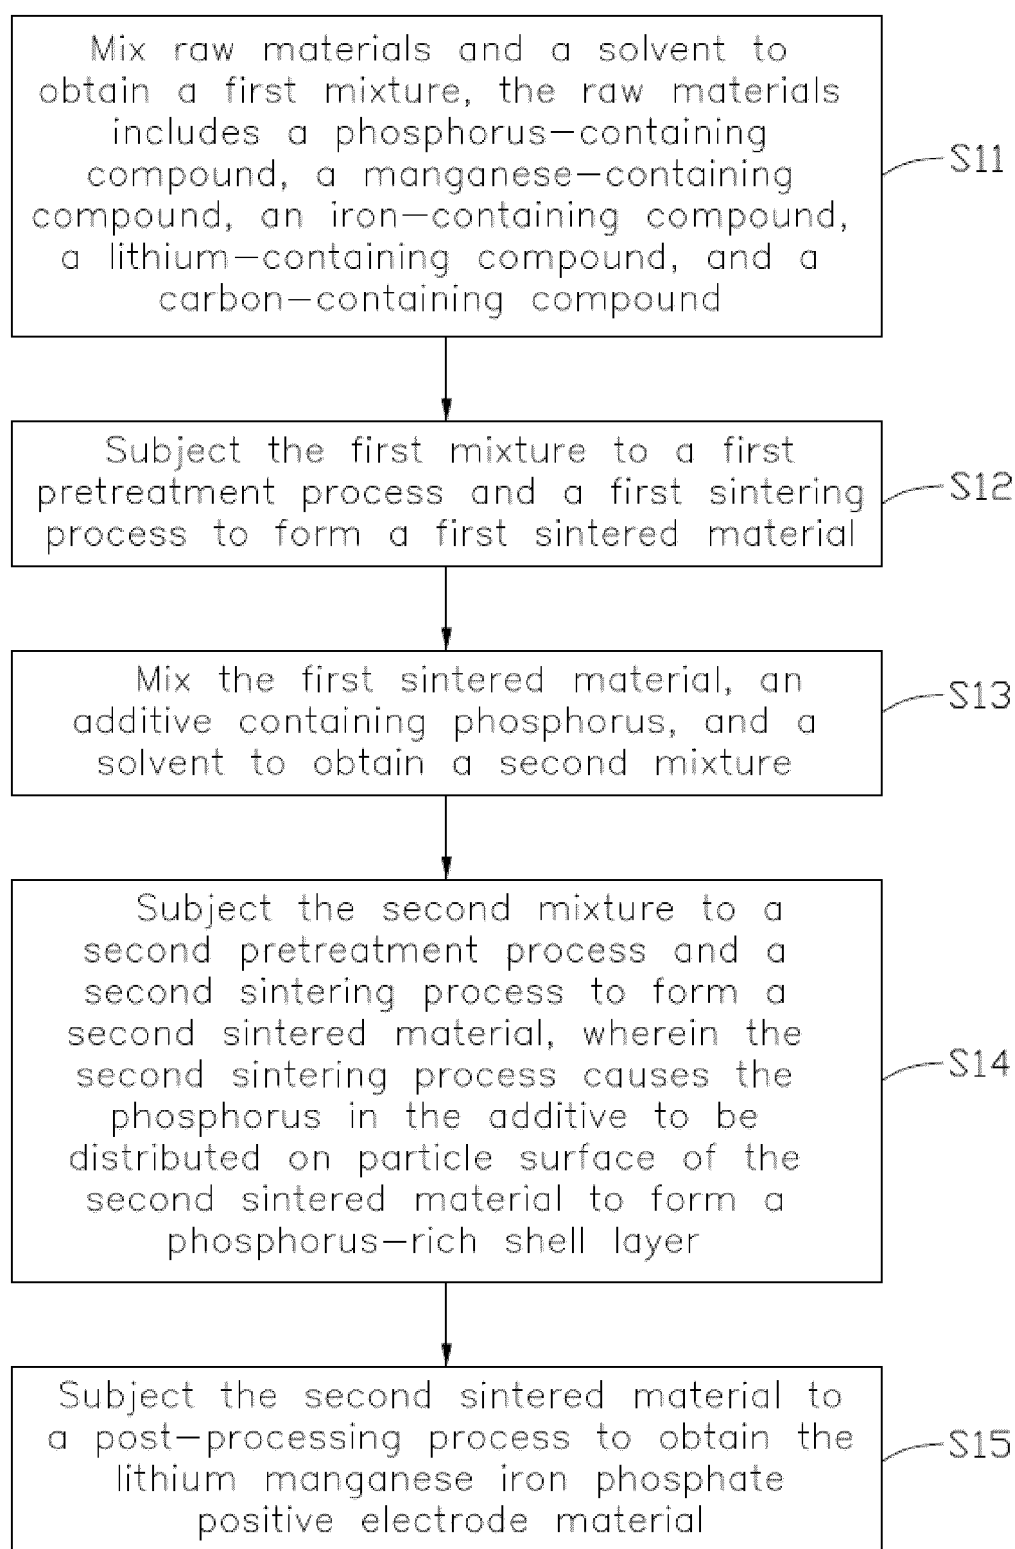 Mix raw materials and a solvent to
obtain a first mixture, the raw materials
includes a phosphorus-containing
compound, a manganese-containing
compound, an iron-containing compound,
a lithium-containing compound, and a
carbon-containing compound
S11
Subject the first mixture to a first
pretreatment process and a first sintering
process to form a first sintered material
S12
Mix the first sintered material, an
additive containing phosphorus, and a
solvent to obtain a second mixture
S13
Subject the second mixture to a
second pretreatment process and a
second sintering process to form a
second sintered material, wherein the
second sintering process causes the
phosphorus in the additive to be
distributed on particle surface of the
second sintered material to form a
phosphorus-rich shell layer
S14
Subject the second sintered material to
a post-processing process to obtain the
lithium manganese iron phosphate
positive electrode material
S15